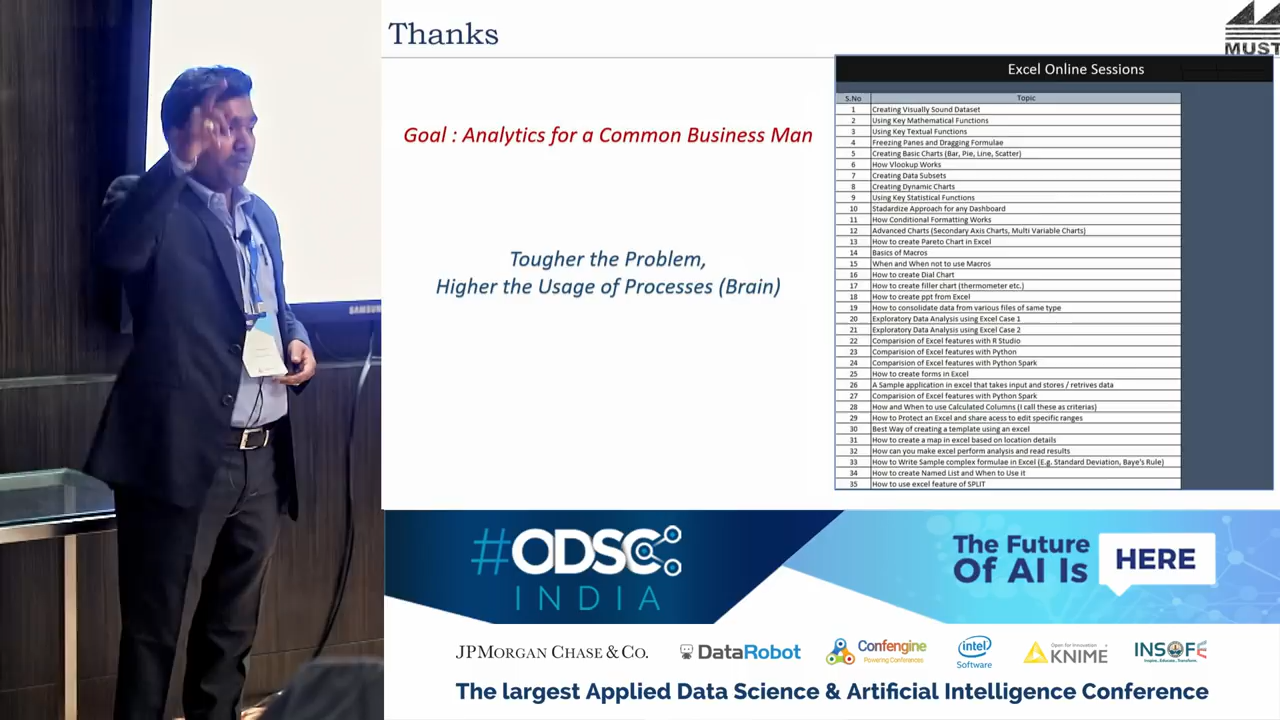 Thanks
MUST
Goal : Analytics for a Common Business Man
Tougher the Problem,
Higher the Usage of Processes (Brain)
Excel Online Sessions
S.No Topic
1 Creating Visually Sound Dataset
2 Using Key Mathematical Functions
3 Using Key Textual Functions
4 Freezing Panes and Dragging Formulae
5 Creating Basic Charts (Bar, Pie, Line, Scatter)
6 How Vlookup Works
7 Creating Data Subsets
8 Creating Dynamic Charts
9 Using Key Statistical Functions
10 Stadardize Approach for any Dashboard
11 How Conditional Formatting Works
12 Advanced Charts (Secondary Axis Charts, Multi Variable Charts)
13 How to create Pareto Chart in Excel
14 Basics of Macros
15 When and When not to use Macros
16 How to create Dial Chart
17 How to create filler chart (thermometer etc.)
18 How to create ppt from Excel
19 How to consolidate data from various files of same type
20 Exploratory Data Analysis using Excel Case 1
21 Exploratory Data Analysis using Excel Case 2
22 Comparision of Excel features with R Studio
23 Comparision of Excel features with Python
24 Comparision of Excel features with Python Spark
25 How to create forms in Excel
26 A Sample application in excel that takes input and stores / retrives data
27 Comparision of Excel features with Python Spark
28 How and When to use Calculated Columns (I call these as criterias)
29 How to Protect an Excel and share acess to edit specific ranges
30 Best Way of creating a template using an excel
31 How to create a map in excel based on location details
32 How can you make excel perform analysis and read results
33 How to Write Sample complex formulae in Excel (E.g. Standard Deviation, Baye's Rule)
34 How to create Named List and When to Use it
35 How to use excel feature of SPLIT
SAMSUNG
#ODSC
INDIA
The Future
Of AI Is HERE
JPMORGAN CHASE & CO. DataRobot Confengine Powering Conferences intel Software Open for Innovation KNIME INSOFE Inspire, Educate, Transform.
The largest Applied Data Science & Artificial Intelligence Conference